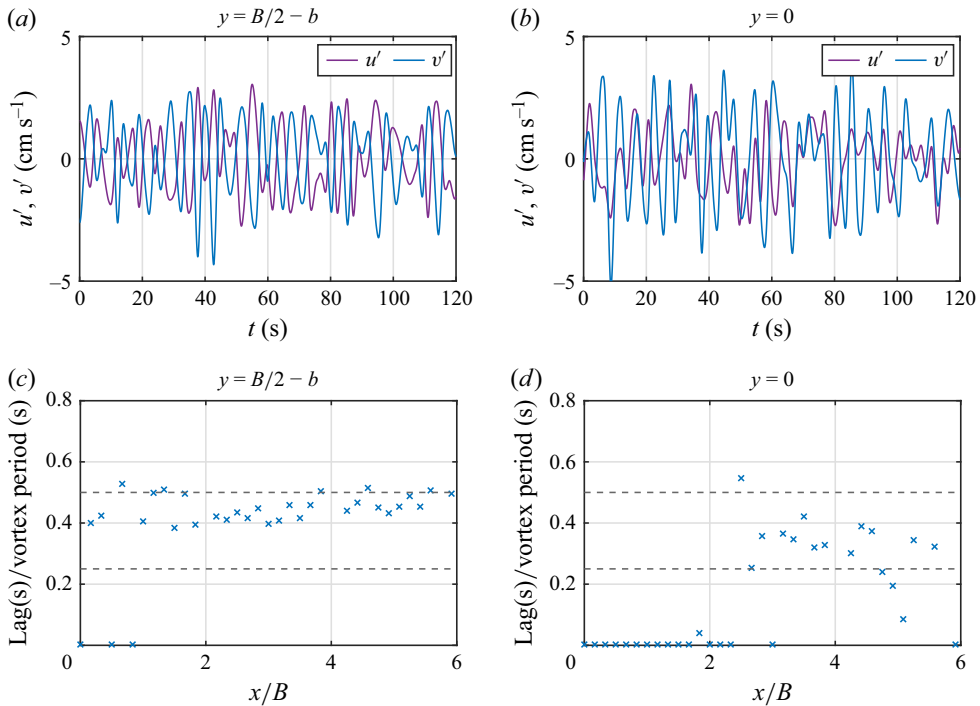 (a) y = B/2 − b
5
0
−5
u′, v′ (cm s⁻¹)
u′ v′
0 20 40 60 80 100 120
t (s)
(b) y = 0
5
0
−5
u′, v′ (cm s⁻¹)
u′ v′
0 20 40 60 80 100 120
t (s)
(c) y = B/2 − b
0.8
0.6
0.4
0.2
Lag(s)/vortex period (s)
0 2 4 6
x/B
(d) y = 0
0.8
0.6
0.4
0.2
Lag(s)/vortex period (s)
0 2 4 6
x/B